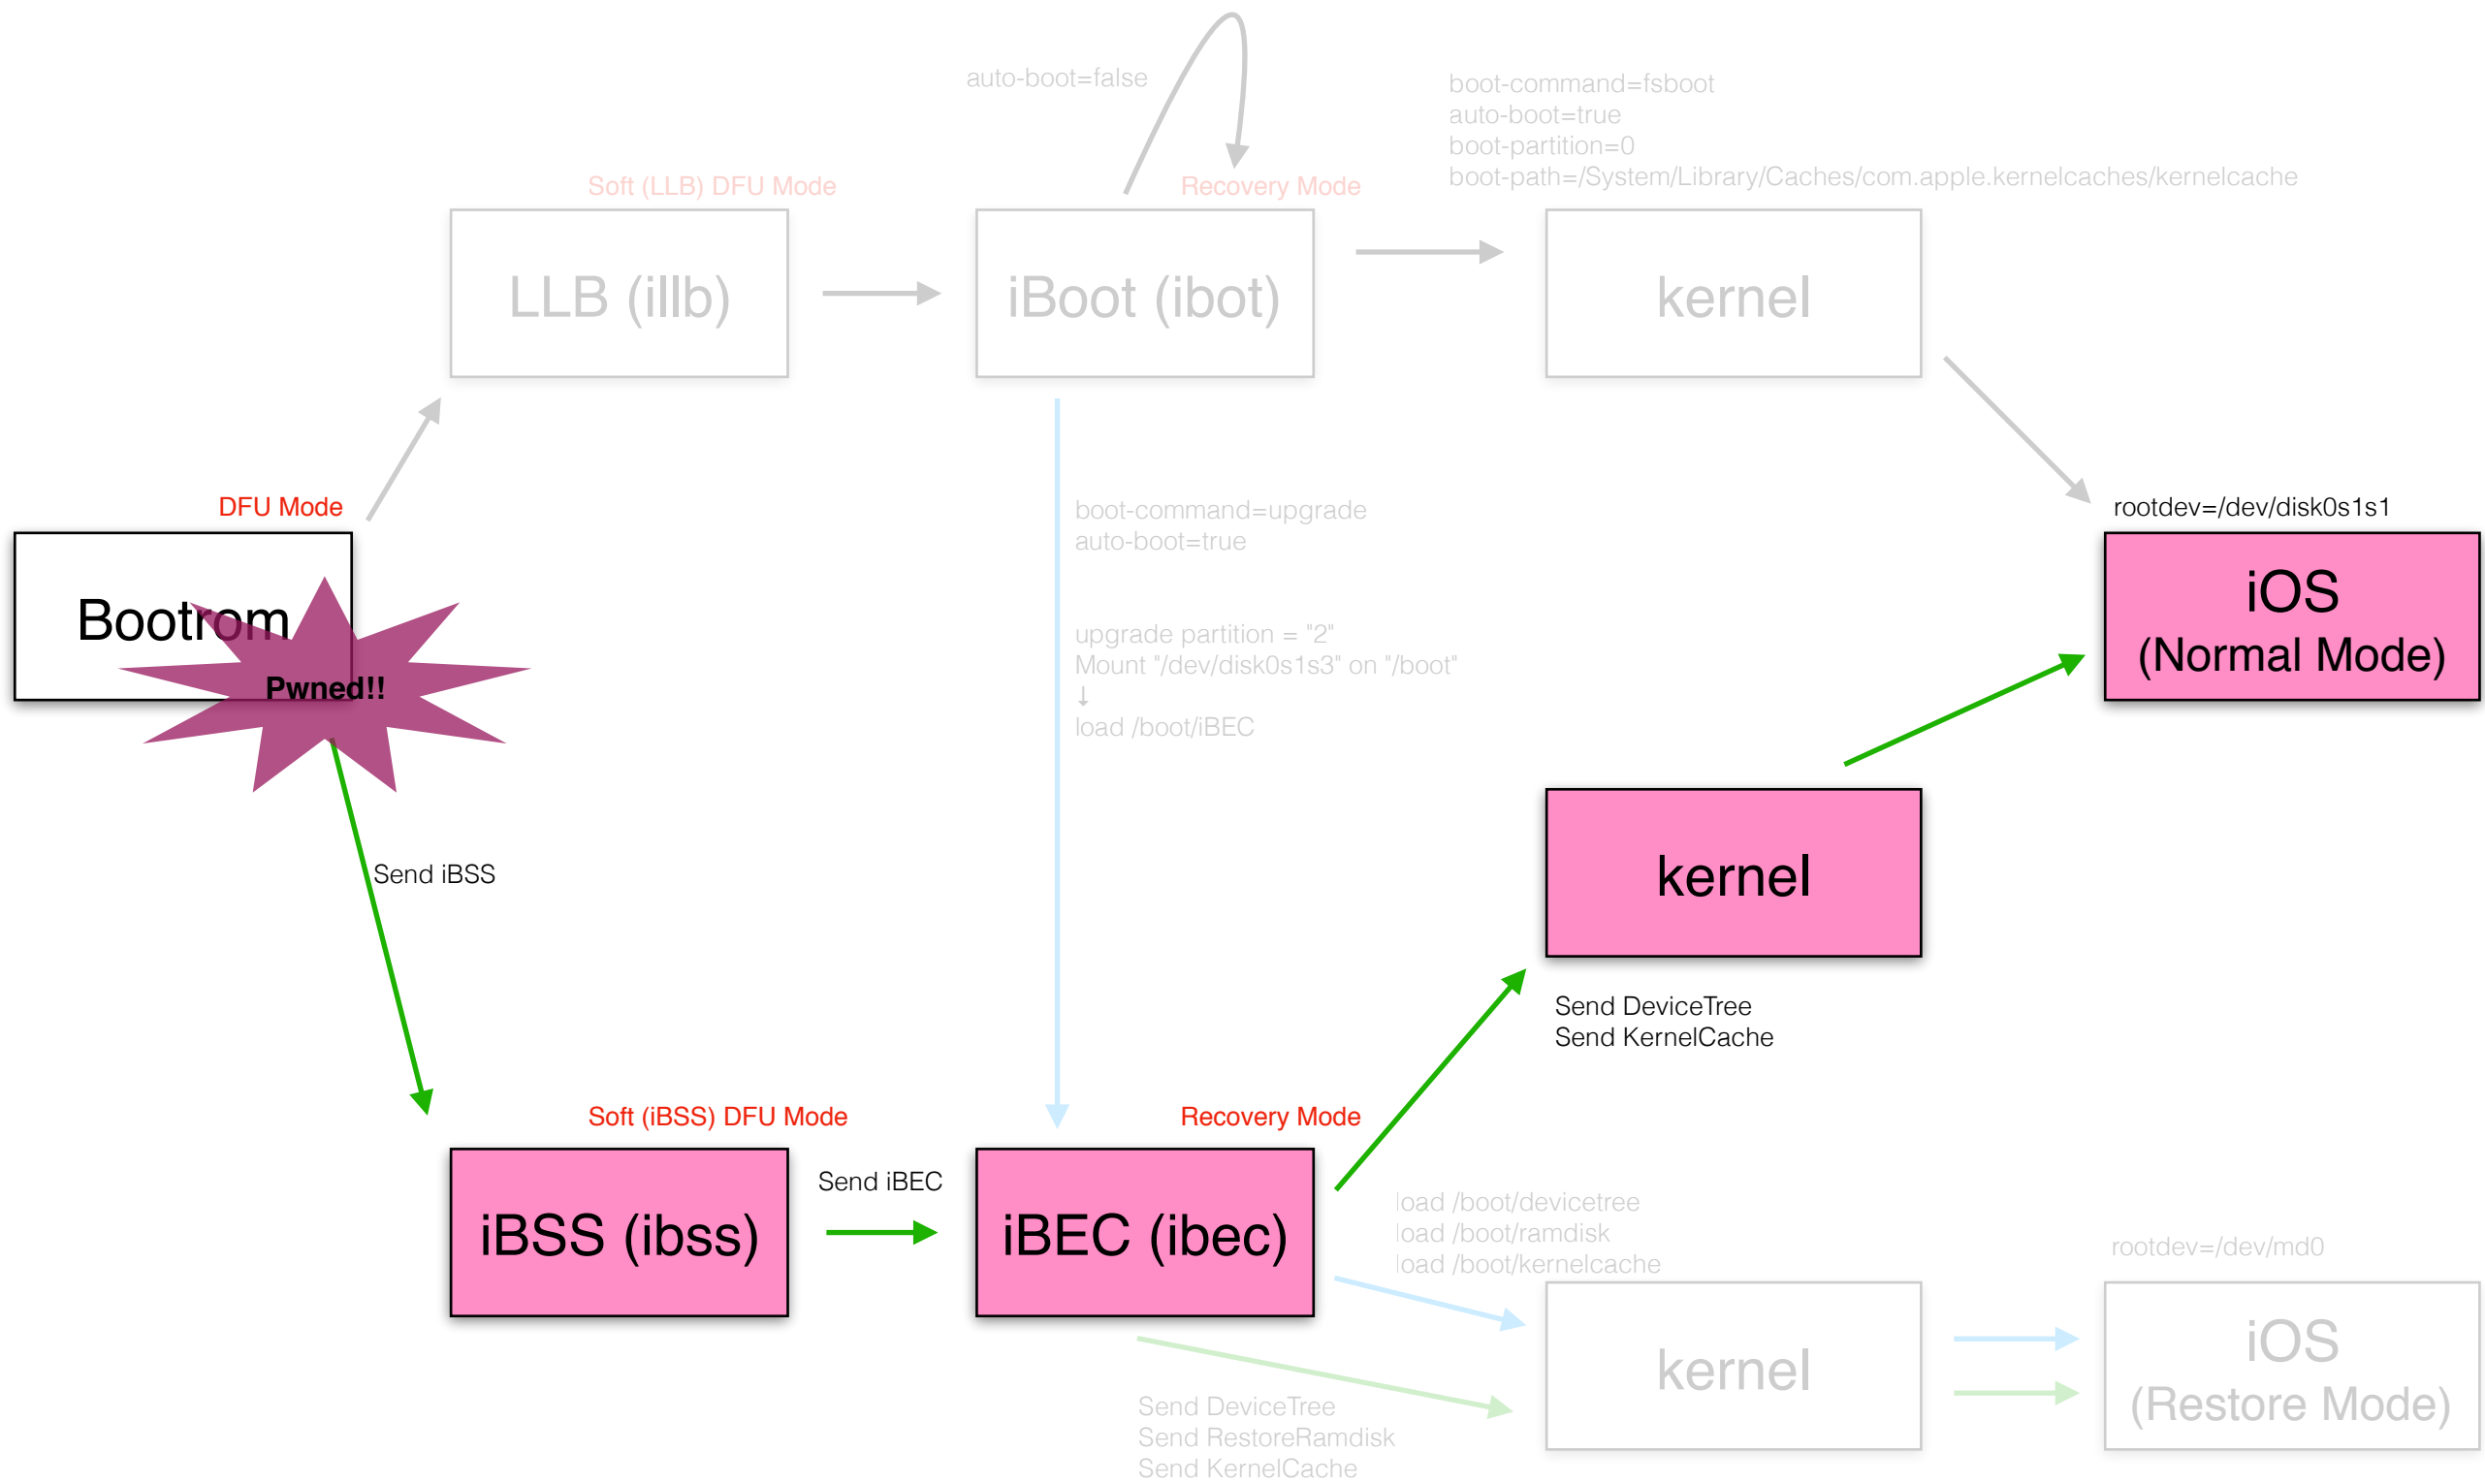 auto-boot=false
boot-command=fsboot
auto-boot=true
boot-partition=0
boot-path=/System/Library/Caches/com.apple.kernelcaches/kernelcache
Soft (LLB) DFU Mode
Recovery Mode
LLB (illb)
iBoot (ibot)
kernel
DFU Mode
Bootrom
Pwned!!
boot-command=upgrade
auto-boot=true
upgrade partition = "2"
Mount "/dev/disk0s1s3" on "/boot"
↓
load /boot/iBEC
rootdev=/dev/disk0s1s1
iOS
(Normal Mode)
kernel
Send iBSS
Send DeviceTree
Send KernelCache
Soft (iBSS) DFU Mode
Recovery Mode
iBSS (ibss)
Send iBEC
iBEC (ibec)
load /boot/devicetree
load /boot/ramdisk
load /boot/kernelcache
rootdev=/dev/md0
kernel
iOS
(Restore Mode)
Send DeviceTree
Send RestoreRamdisk
Send KernelCache